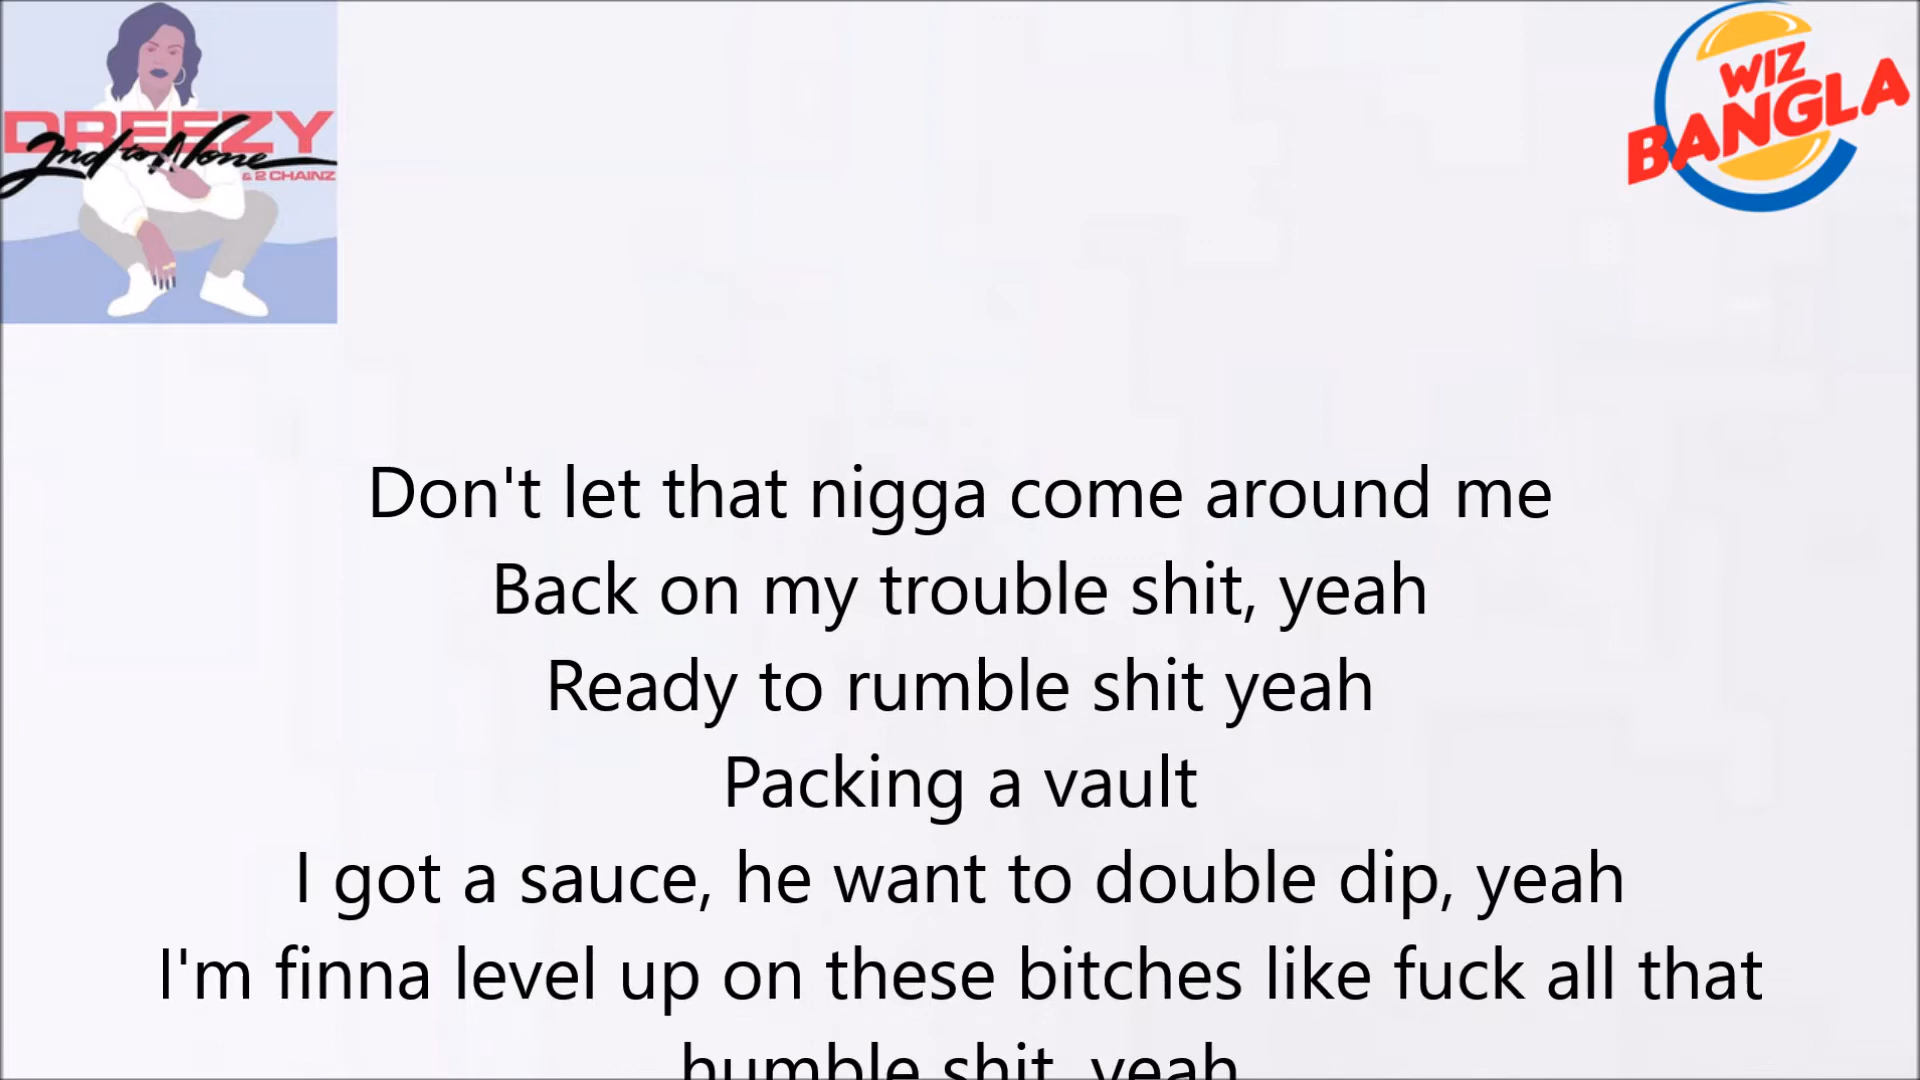 DREEZY
2nd to None
& 2 CHAINZ
WIZ
BANGLA
Don't let that nigga come around me
Back on my trouble shit, yeah
Ready to rumble shit yeah
Packing a vault
I got a sauce, he want to double dip, yeah
I'm finna level up on these bitches like fuck all that
humble shit, yeah